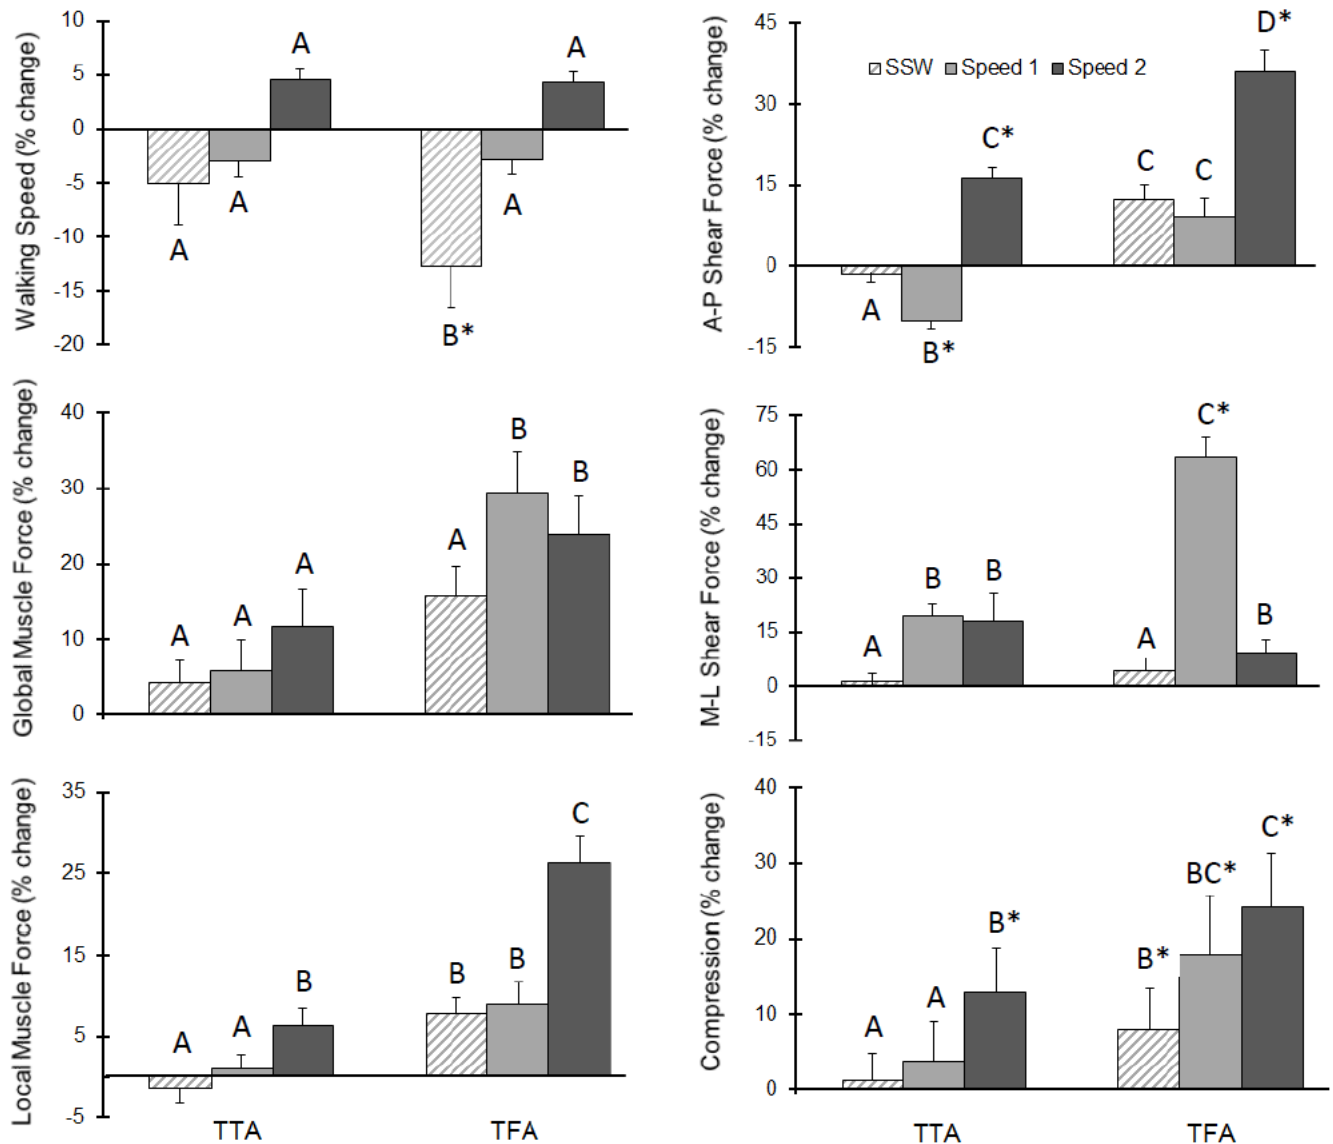 Walking Speed (% change)
10
5
0
-5
-10
-15
-20
A
A
A
B*
A
A
A-P Shear Force (% change)
45
30
15
0
-15
SSW Speed 1 Speed 2
A
B*
C*
C
C
D*
Global Muscle Force (% change)
40
30
20
10
0
A
A
A
A
B
B
M-L Shear Force (% change)
75
60
45
30
15
0
-15
A
B
B
A
C*
B
Local Muscle Force (% change)
35
25
15
5
-5
A
A
B
B
B
C
TTA
TFA
Compression (% change)
40
30
20
10
0
A
A
B*
B*
BC*
C*
TTA
TFA